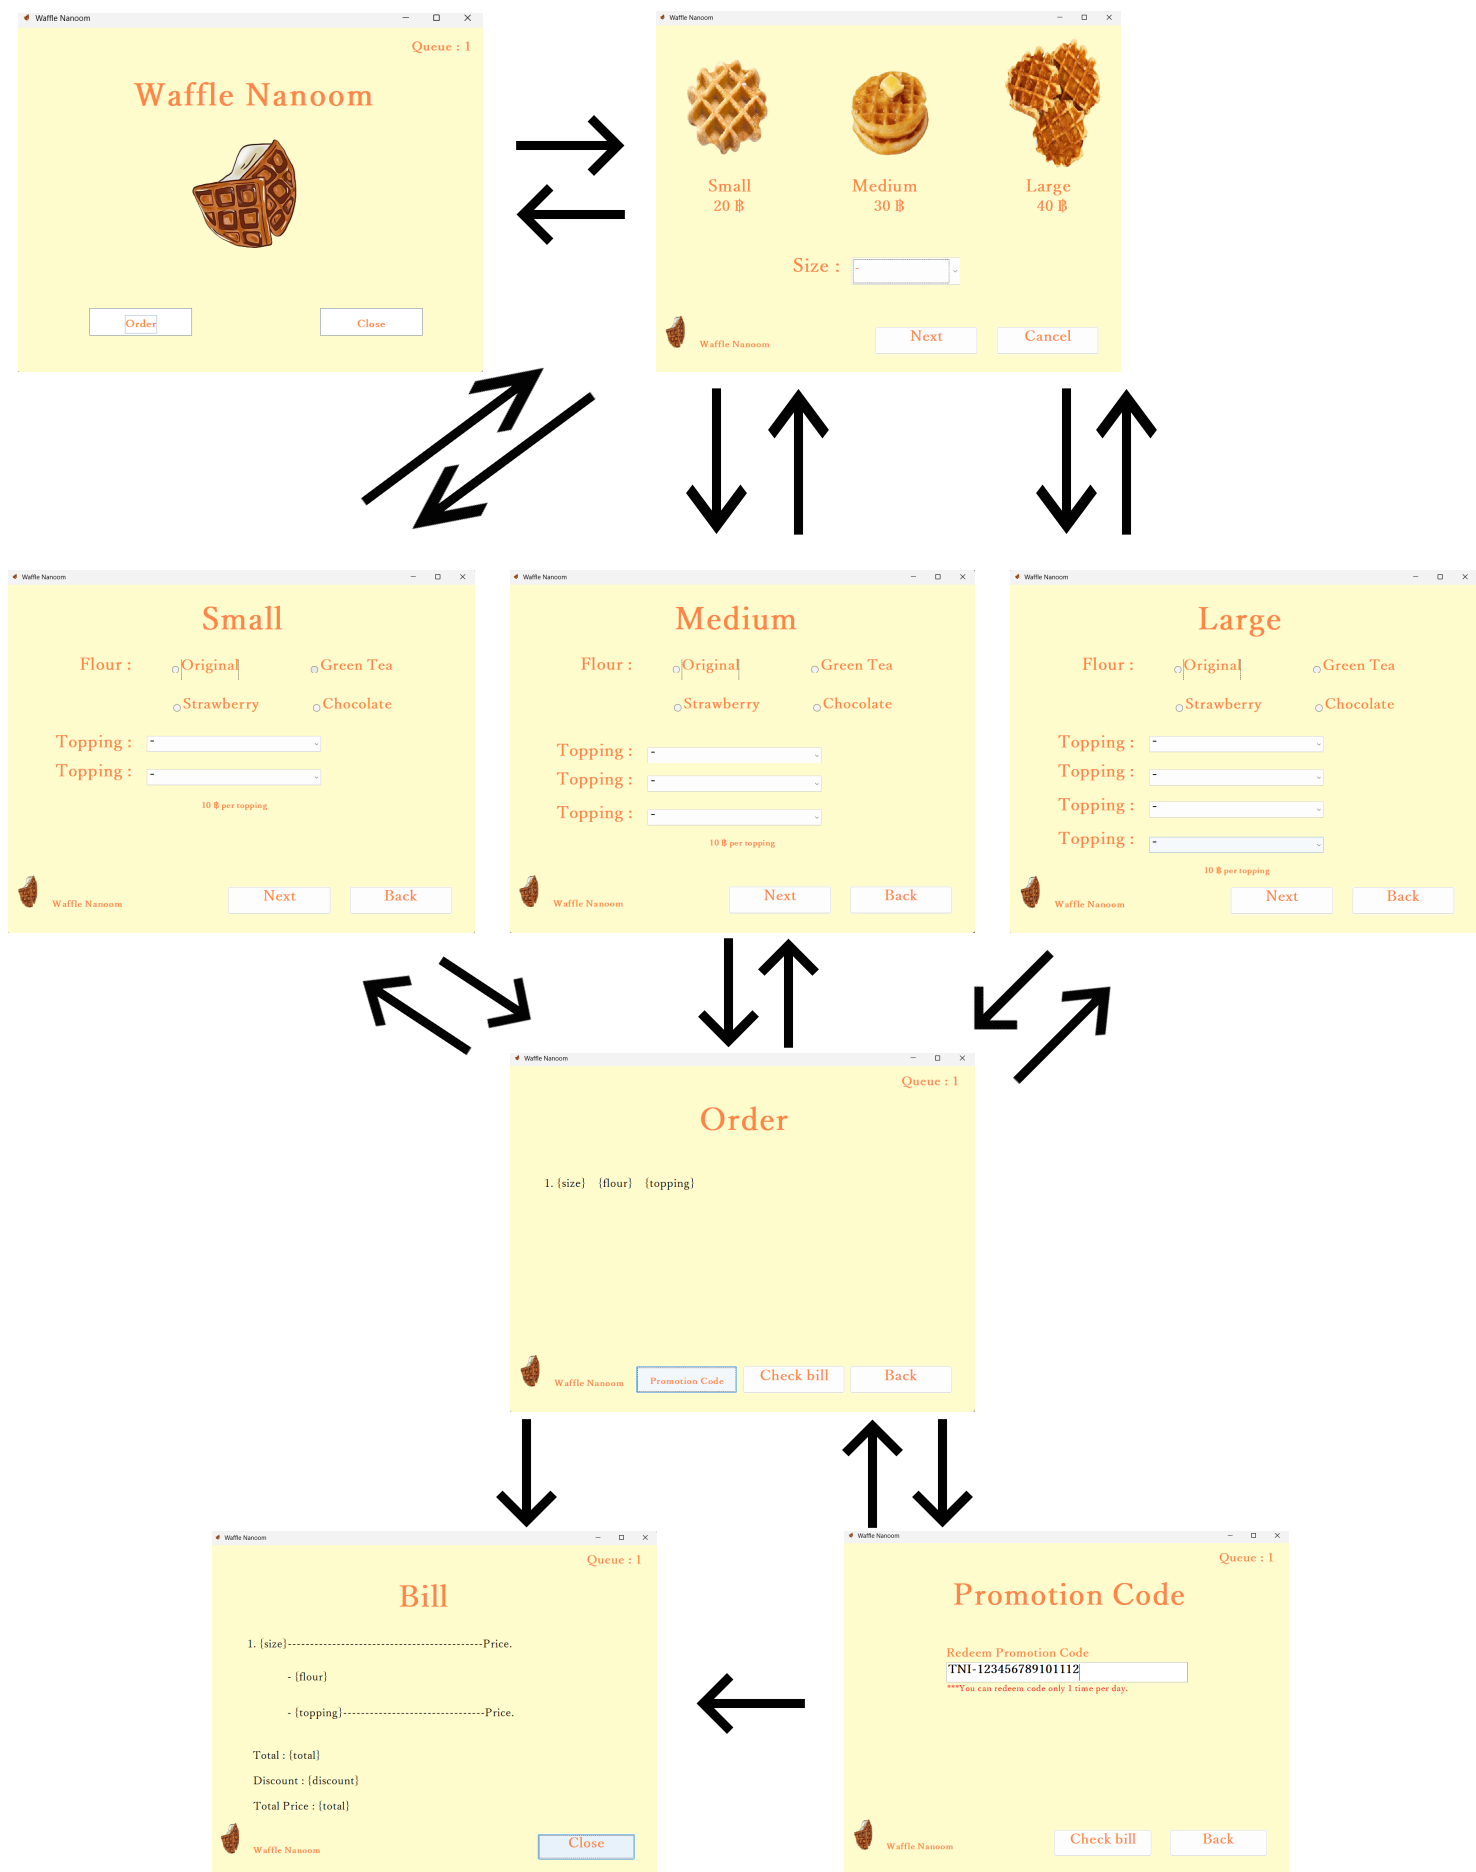 Waffle Nanoom
Queue : 1
Waffle Nanoom
Order
Close
Waffle Nanoom
Small
20 ฿
Medium
30 ฿
Large
40 ฿
Size :
-
Waffle Nanoom
Next
Cancel
Waffle Nanoom
Small
Flour :
Original
Green Tea
Strawberry
Chocolate
Topping :
-
Topping :
-
10 ฿ per topping
Waffle Nanoom
Next
Back
Waffle Nanoom
Medium
Flour :
Original
Green Tea
Strawberry
Chocolate
Topping :
-
Topping :
-
Topping :
-
10 ฿ per topping
Waffle Nanoom
Next
Back
Waffle Nanoom
Large
Flour :
Original
Green Tea
Strawberry
Chocolate
Topping :
-
Topping :
-
Topping :
-
Topping :
-
10 ฿ per topping
Waffle Nanoom
Next
Back
Waffle Nanoom
Queue : 1
Order
1. {size} {flour} {topping}
Waffle Nanoom
Promotion Code
Check bill
Back
Waffle Nanoom
Queue : 1
Bill
1. {size}--------------------------------------------Price.
- {flour}
- {topping}--------------------------------Price.
Total : {total}
Discount : {discount}
Total Price : {total}
Waffle Nanoom
Close
Waffle Nanoom
Queue : 1
Promotion Code
Redeem Promotion Code
TNI-123456789101112
***You can redeem code only 1 time per day.
Waffle Nanoom
Check bill
Back